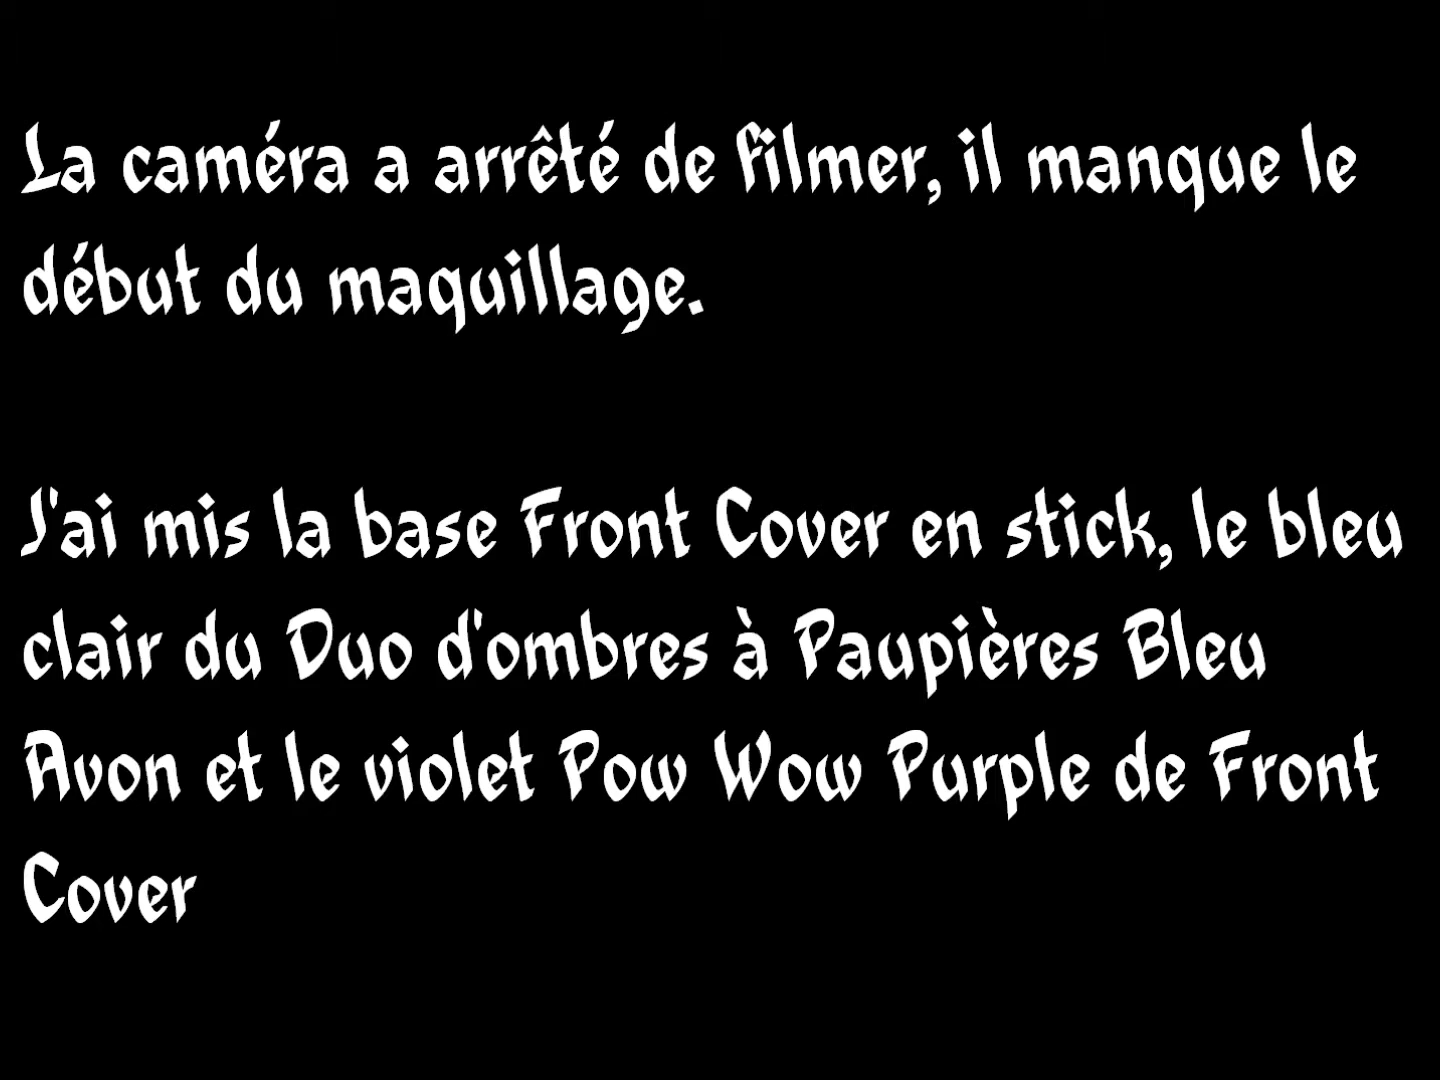 La caméra a arrêté de filmer, il manque le
début du maquillage.
J'ai mis la base Front Cover en stick, le bleu
clair du Duo d'ombres à Paupières Bleu
Avon et le violet Pow Wow Purple de Front
Cover